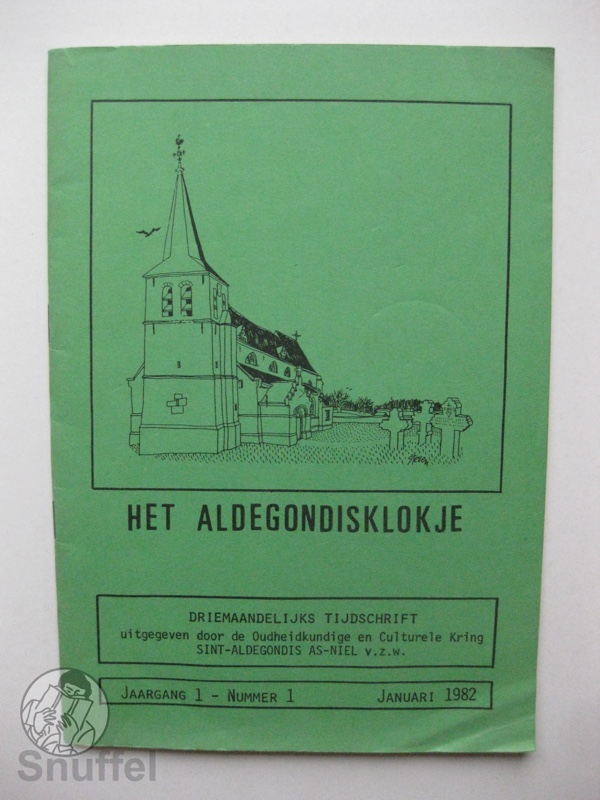 HET ALDEGONDISKLOKJE
DRIEMAANDELIJKS TIJDSCHRIFT
uitgegeven door de Oudheidkundige en Culturele Kring
SINT-ALDEGONDIS AS-NIEL v.z.w.
JAARGANG 1 - NUMMER 1 JANUARI 1982
Snuffel